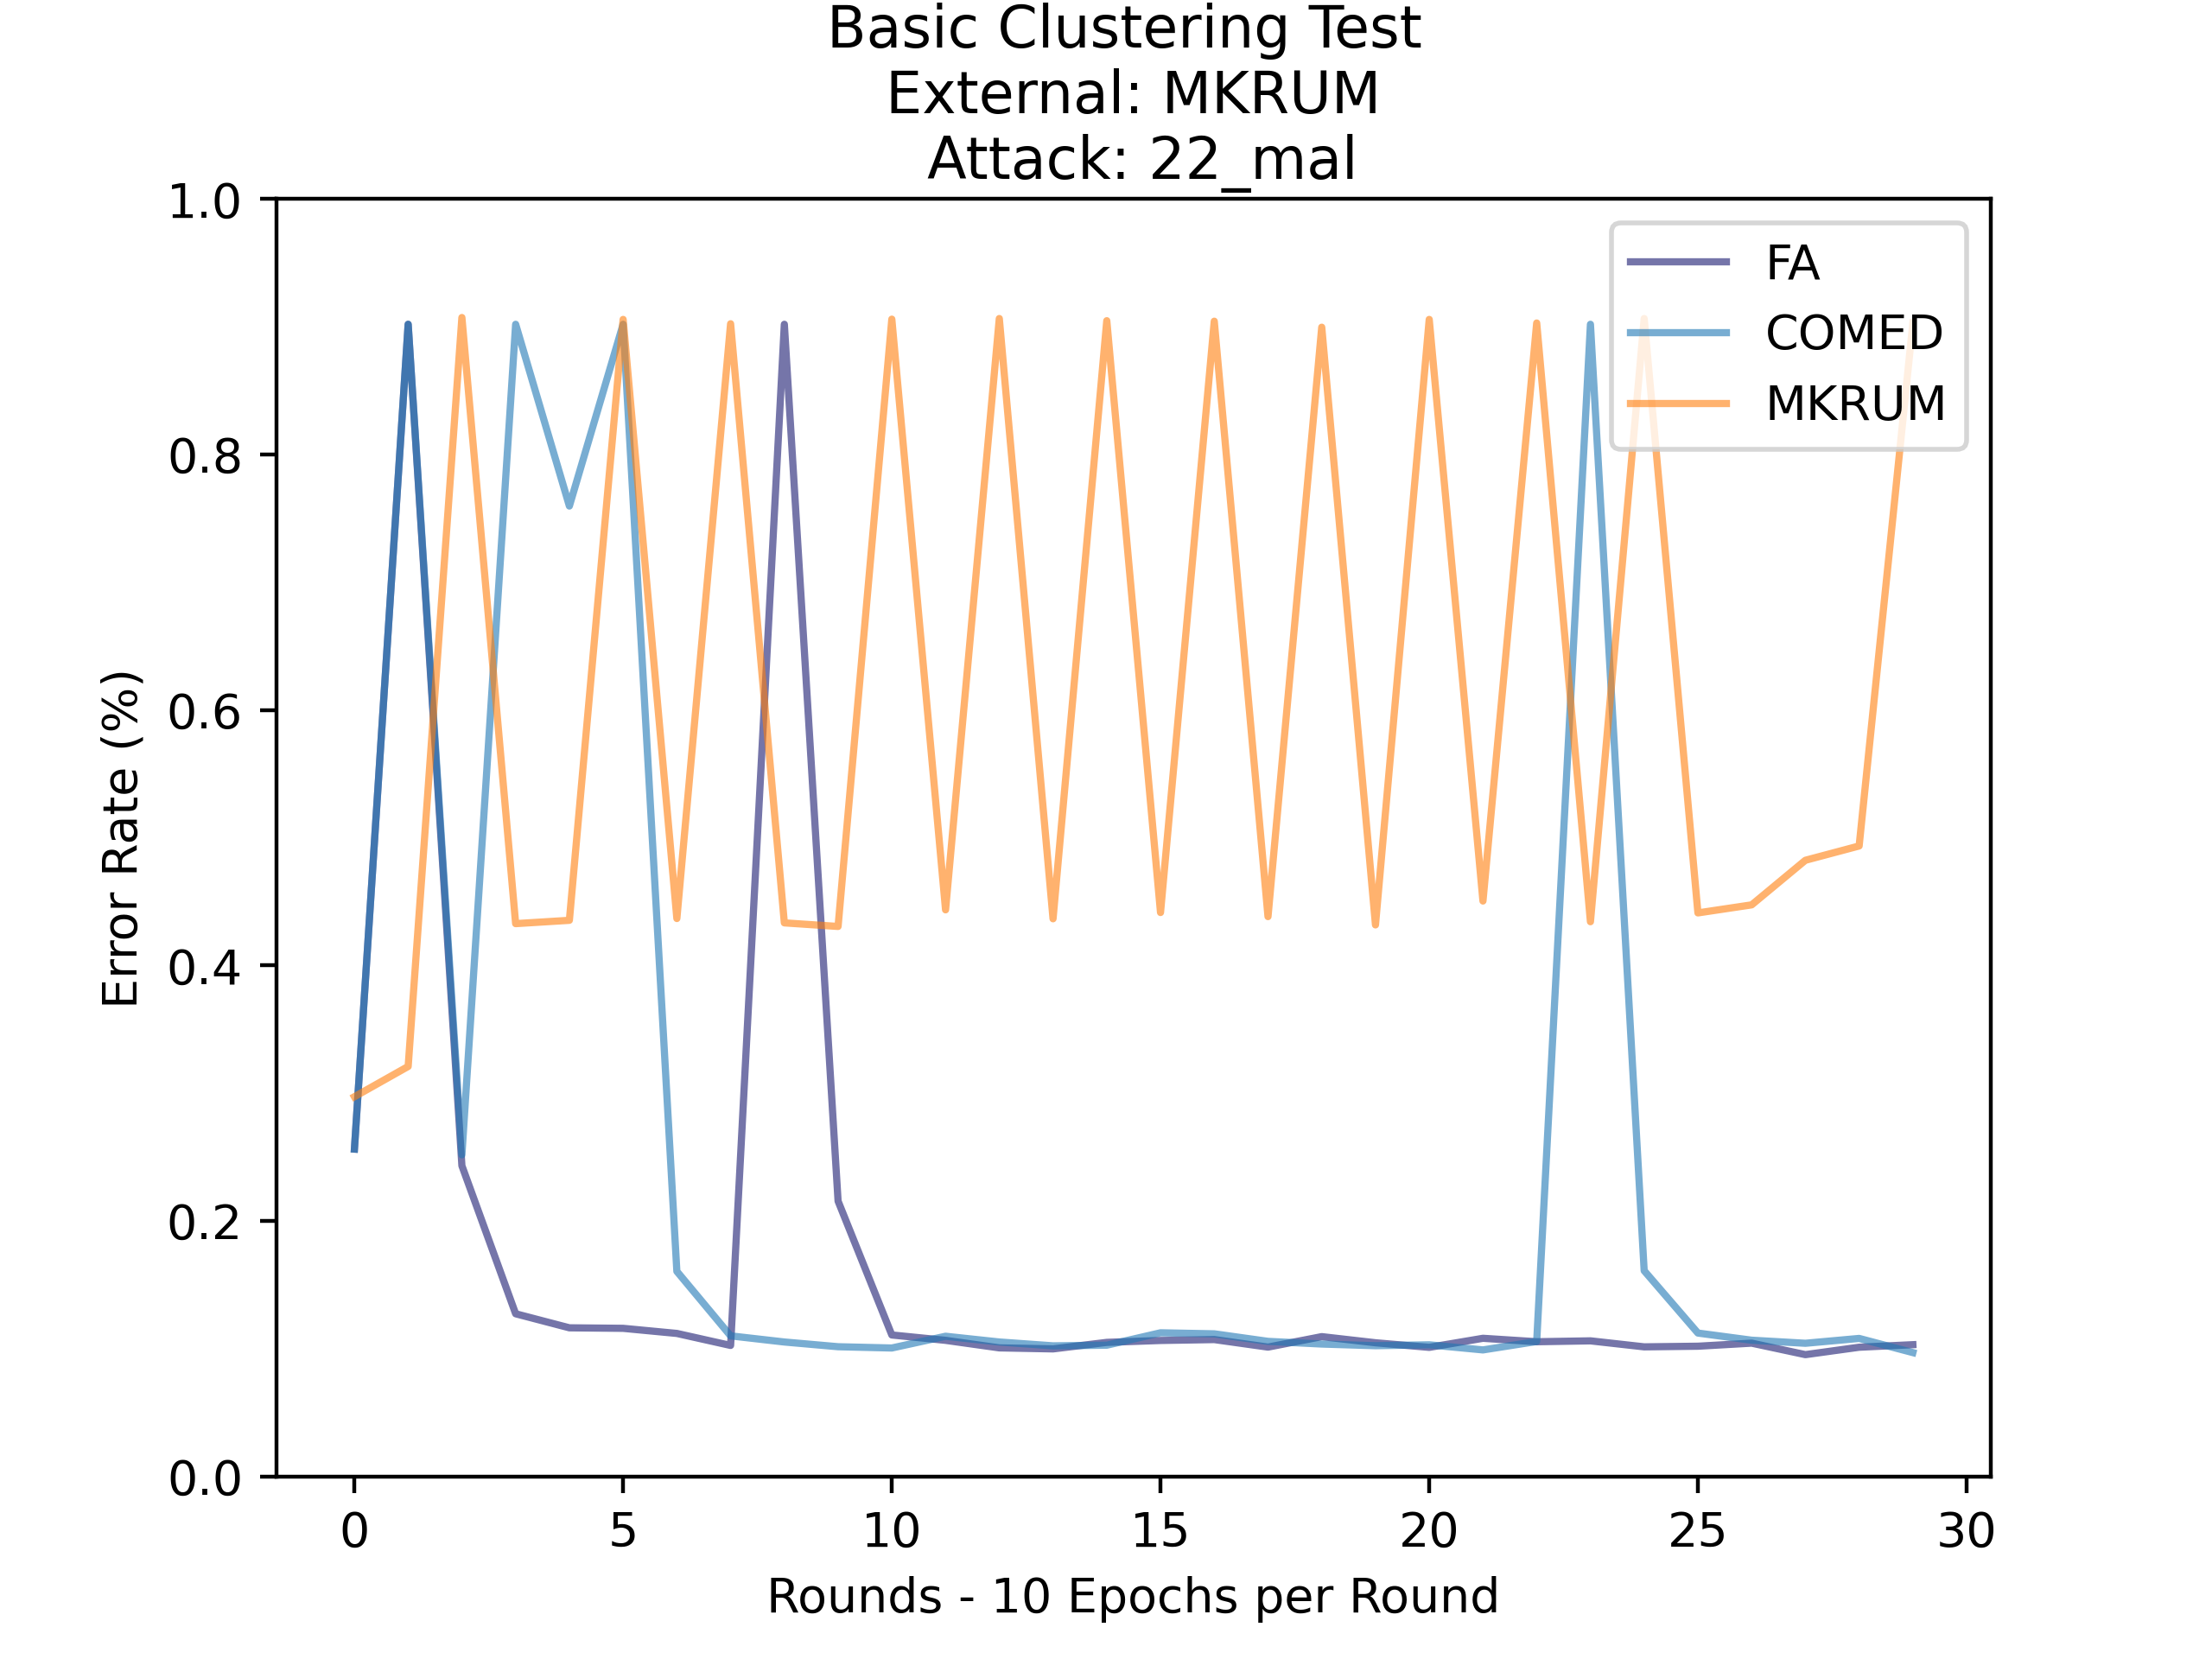 Basic Clustering Test
External: MKRUM
Attack: 22_mal
1.0
0.8
0.6
0.4
0.2
0.0
Error Rate (%)
FA
COMED
MKRUM
0 5 10 15 20 25 30
Rounds - 10 Epochs per Round